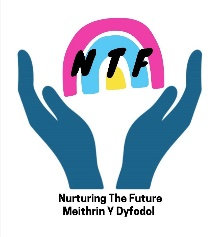 NTF
Nurturing The Future
Meithrin Y Dyfodol